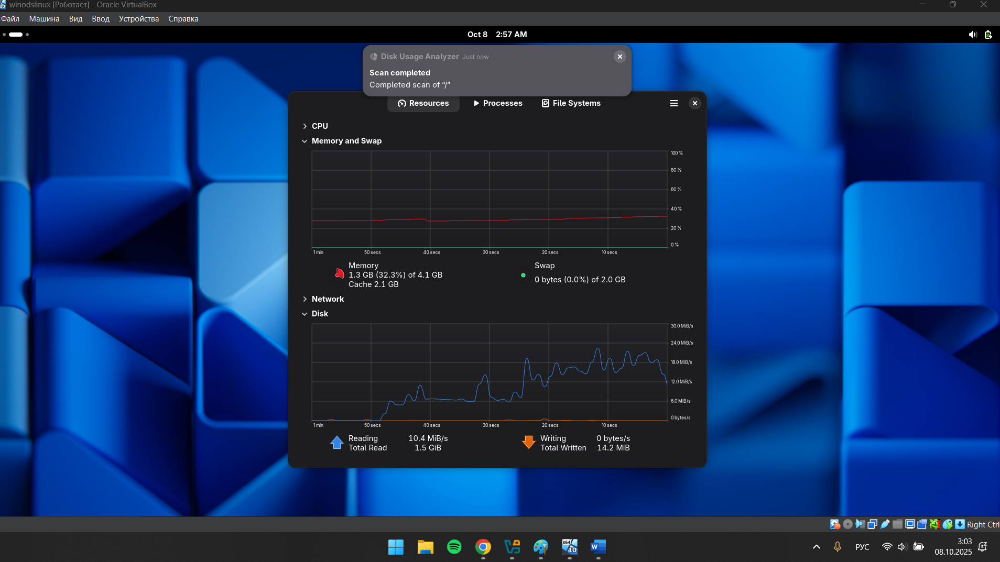 winodslinux [Работает] - Oracle VirtualBox
Файл Машина Вид Ввод Устройства Справка
Oct 8 2:57 AM
Disk Usage Analyzer Just now
Scan completed
Completed scan of “/”
Resources Processes File Systems
CPU
Memory and Swap
100 %
80 %
60 %
40 %
20 %
0 %
1 min 50 secs 40 secs 30 secs 20 secs 10 secs
Memory
1.3 GB (32.3%) of 4.1 GB
Cache 2.1 GB
Swap
0 bytes (0.0%) of 2.0 GB
Network
Disk
30.0 MiB/s
24.0 MiB/s
18.0 MiB/s
12.0 MiB/s
6.0 MiB/s
0 bytes/s
1 min 50 secs 40 secs 30 secs 20 secs 10 secs
Reading 10.4 MiB/s
Total Read 1.5 GiB
Writing 0 bytes/s
Total Written 14.2 MiB
Right Ctrl
x64
10
W
РУС
3:03
08.10.2025